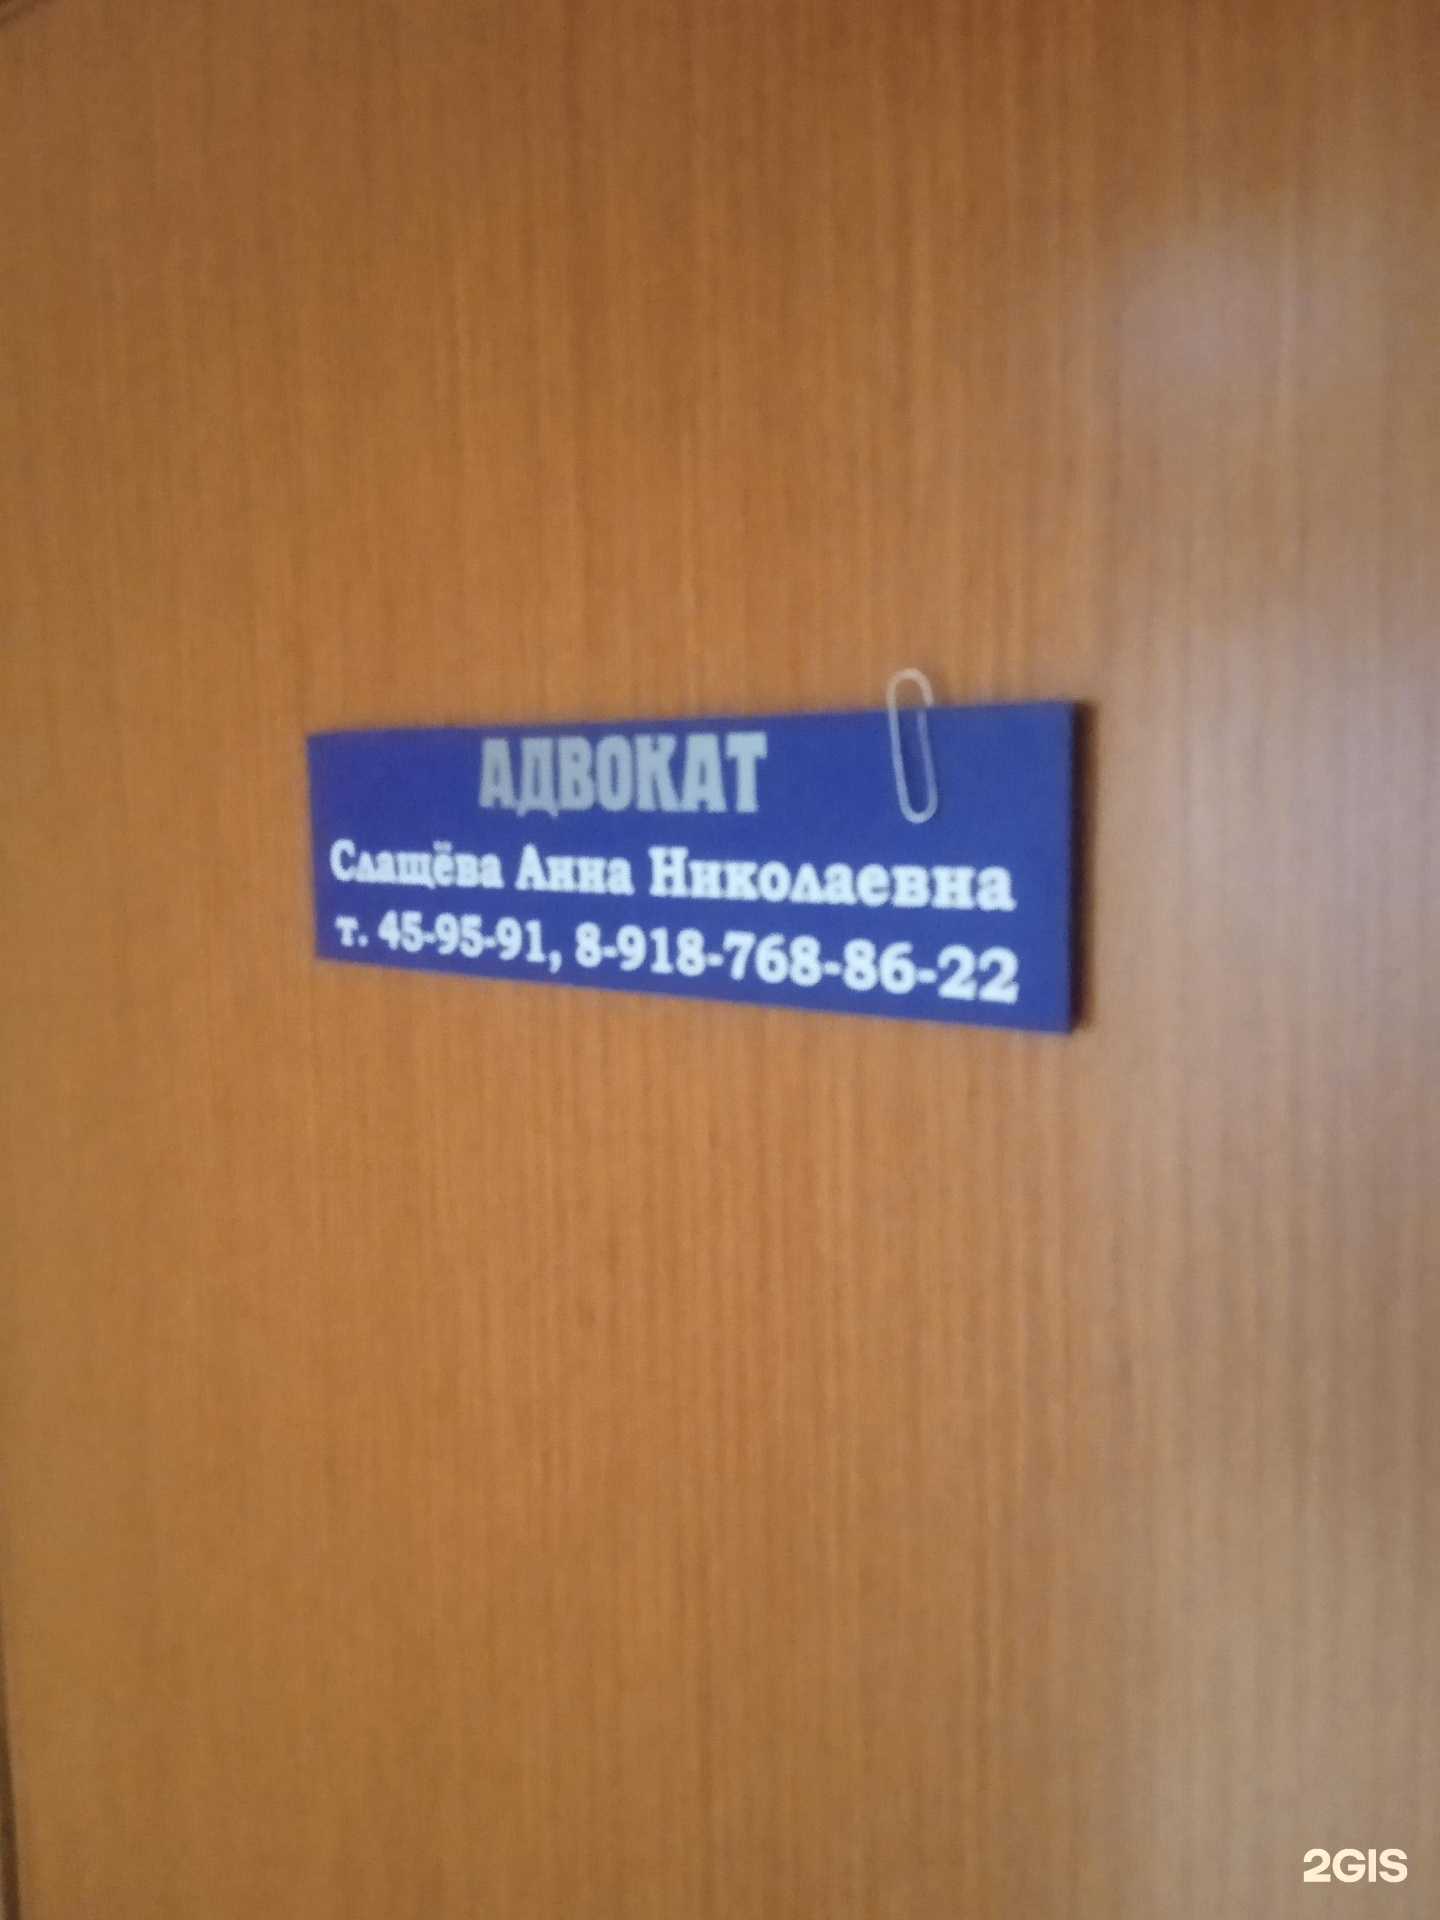 АДВОКАТ
Слащёва Анна Николаевна
т. 45-95-91, 8-918-768-86-22
2GIS